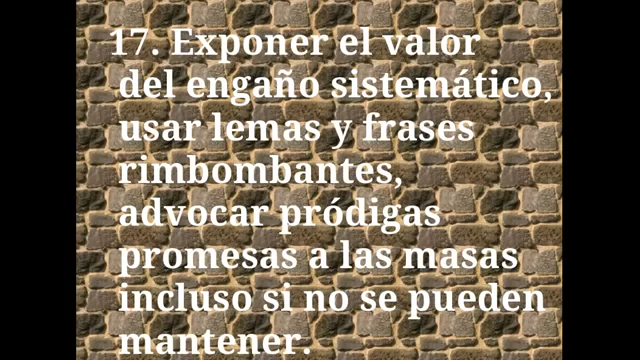 17. Exponer el valor
del engaño sistemático,
usar lemas y frases
rimbombantes,
advocar pródigas
promesas a las masas
incluso si no se pueden
mantener.